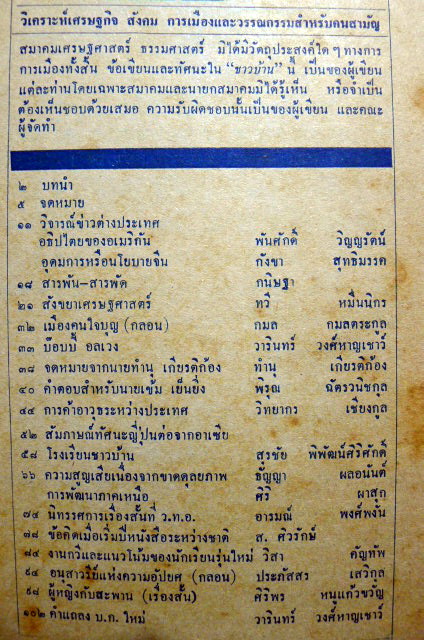 วิเคราะห์เศรษฐกิจ สังคม การเมืองและวรรณกรรมสำหรับคนสามัญ
สมาคมเศรษฐศาสตร์ ธรรมศาสตร์ มิได้มีวัตถุประสงค์ใด ๆ ทางการ
การเมืองทั้งสิ้น ข้อเขียนและทัศนะใน “ชาวบ้าน” นี้ เป็นของผู้เขียน
แต่ละท่านโดยเฉพาะสมาคมและนายกสมาคมมิได้รู้เห็น หรือจำเป็น
ต้องเห็นชอบด้วยเสมอ ความรับผิดชอบนั้นเป็นของผู้เขียน และคณะ
ผู้จัดทำ
๒ บทนำ
๕ จดหมาย
๑๑ วิจารณ์ข่าวต่างประเทศ
อธิปไตยของอเมริกัน พันศักดิ์ วิญญรัตน์
อุดมการหรือนโยบายจีน กังขา สุทธิมรรค
๑๘ สารพัน–สารพัด กนิษฐา
๒๑ สังขยาเศรษฐศาสตร์ ทวี หมื่นนิกร
๓๒ เมืองคนใจบุญ (กลอน) กมล กมลตระกูล
๓๓ บ๊อบบี้ อลเวง วารินทร์ วงศ์หาญเชาว์
๓๘ จดหมายจากนายทำนุ เกียรติก้อง ทำนุ เกียรติก้อง
๔๐ คำตอบสำหรับนายเข้ม เย็นยิ่ง พิรุณ ฉัตรวนิชกุล
๔๔ การค้าอาวุธระหว่างประเทศ วิทยากร เชียงกูล
๕๒ สัมภาษณ์ทัศนะญี่ปุ่นต่อจากอาเซีย
๕๘ โรงเรียนชาวบ้าน สุรชัย พิพัฒน์ศิริศักดิ์
๖๖ ความสูญเสียเนื่องจากขาดดุลยภาพ ธัญญา ผลอนันต์
การพัฒนาภาคเหนือ ศิริ ผาสุก
๗๔ นิทรรศการเรื่องสั้นที่ ว.ท.อ. อารมณ์ พงศ์พงัน
๗๘ ข้อคิดเมื่อเริ่มปีหนังสือระหว่างชาติ ส. ศิวรักษ์
๘๔ งานกวีและแนวโน้มของนักเรียนรุ่นใหม่ วิสา คัญทัพ
๙๔ อนุสาวรีย์แห่งความอัปยศ (กลอน) ประภัสสร เสวิกุล
๙๘ ผู้หญิงกับสะพาน (เรื่องสั้น) ศิริพร หนูแก้วขวัญ
๑๐๒ คำแถลง บ.ก. ใหม่ วารินทร์ วงศ์หาญเชาว์